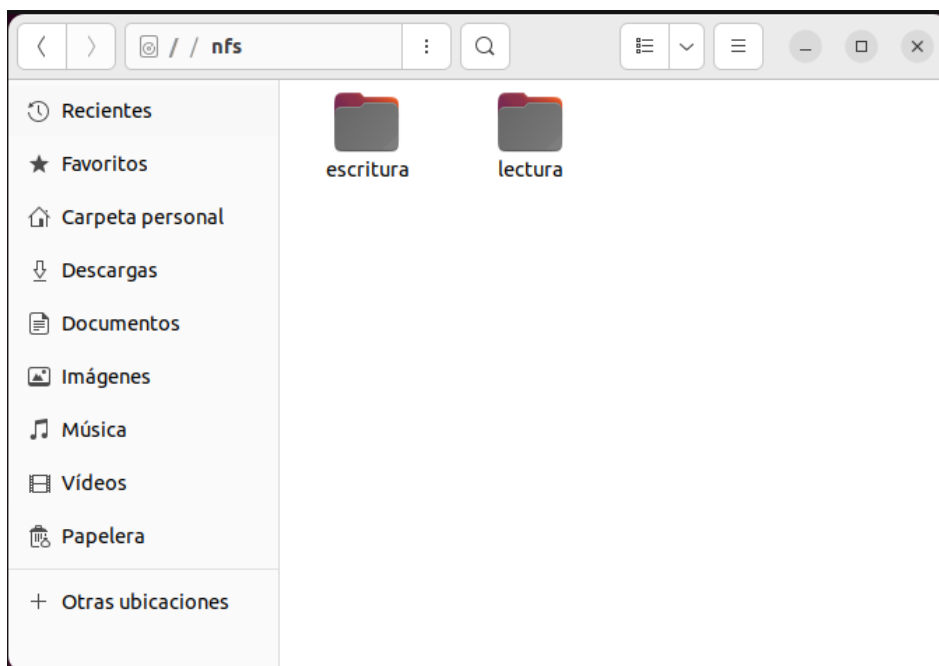 / / nfs
Recientes
Favoritos
Carpeta personal
Descargas
Documentos
Imágenes
Música
Vídeos
Papelera
Otras ubicaciones
escritura
lectura